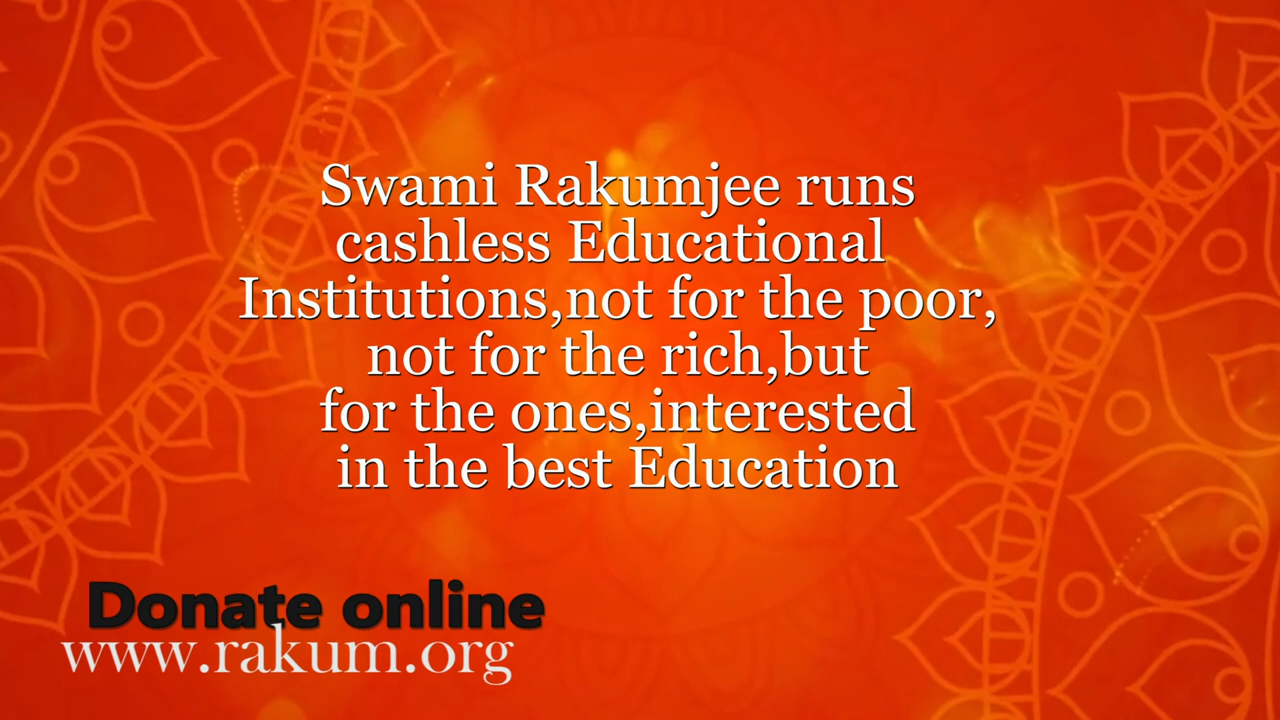 Swami Rakumjee runs
cashless Educational
Institutions,not for the poor,
not for the rich,but
for the ones,interested
in the best Education
Donate online
www.rakum.org